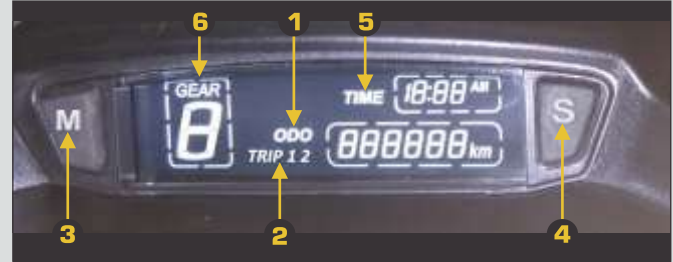 6 1 5
GEAR
8
TIME 18:88 AM
M
S
ODO
888888 km
TRIP 1 2
3 2 4